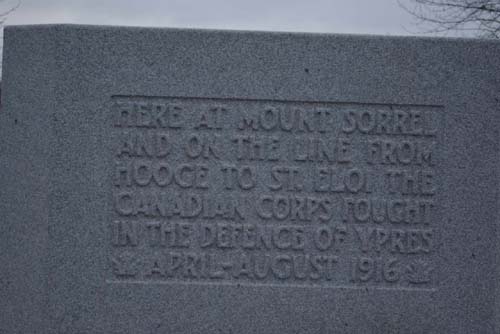 HERE AT MOUNT SORREL
AND ON THE LINE FROM
HOOGE TO ST. ELOI THE
CANADIAN CORPS FOUGHT
IN THE DEFENCE OF YPRES
APRIL-AUGUST 1916